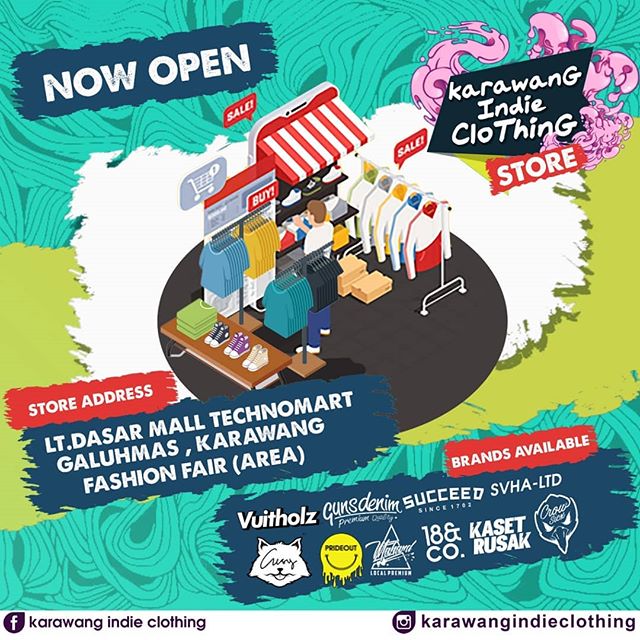 NOW OPEN
karawanG
Indie
CloThinG
STORE
SALE!
SALE!
BUY!
STORE ADDRESS
LT.DASAR MALL TECHNOMART
GALUHMAS , KARAWANG
FASHION FAIR (AREA)
BRANDS AVAILABLE
Vuitholz gunsdenim SUCCEED SVHA-LTD
premium Quality. SINCE 1702
PRIDEOUT
LOCAL PREMIUM
18&
CO.
KASET
RUSAK
Crow
karawang indie clothing
karawangindieclothing